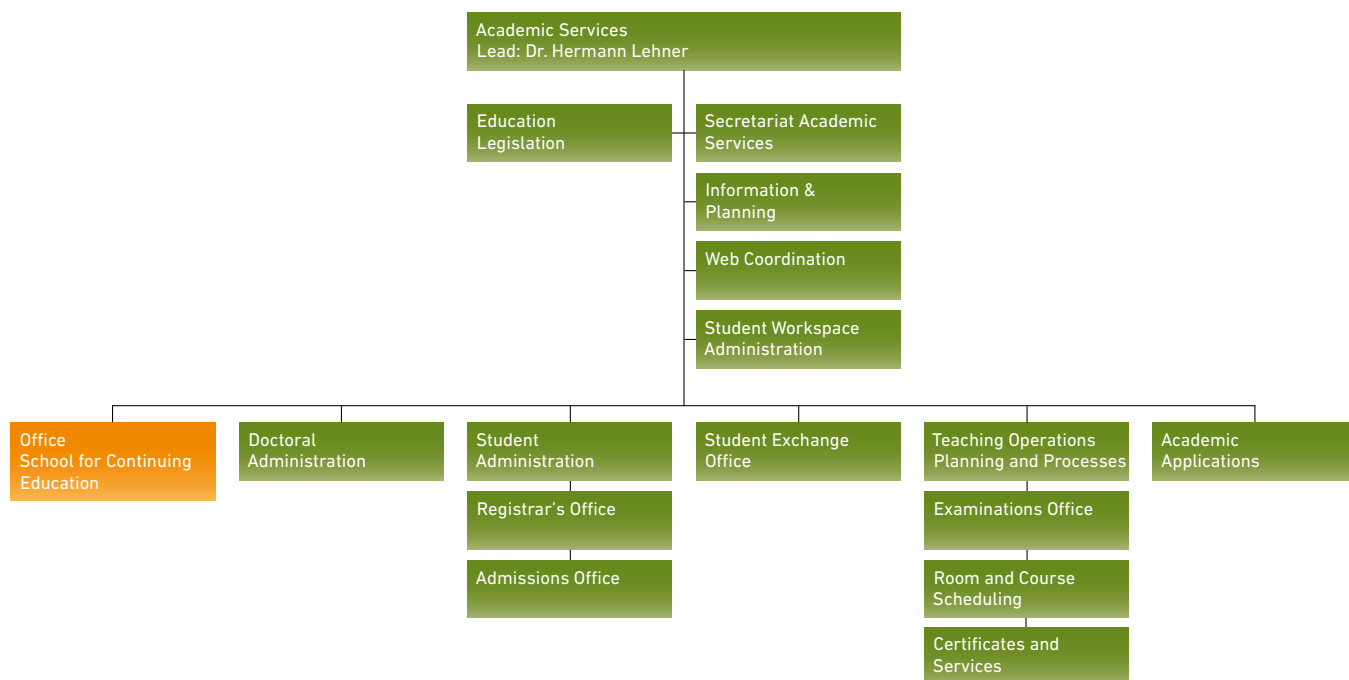 Academic Services
Lead: Dr. Hermann Lehner
Education
Legislation
Secretariat Academic
Services
Information &
Planning
Web Coordination
Student Workspace
Administration
Office
School for Continuing
Education
Doctoral
Administration
Student
Administration
Registrar's Office
Admissions Office
Student Exchange
Office
Teaching Operations
Planning and Processes
Examinations Office
Room and Course
Scheduling
Certificates and
Services
Academic
Applications